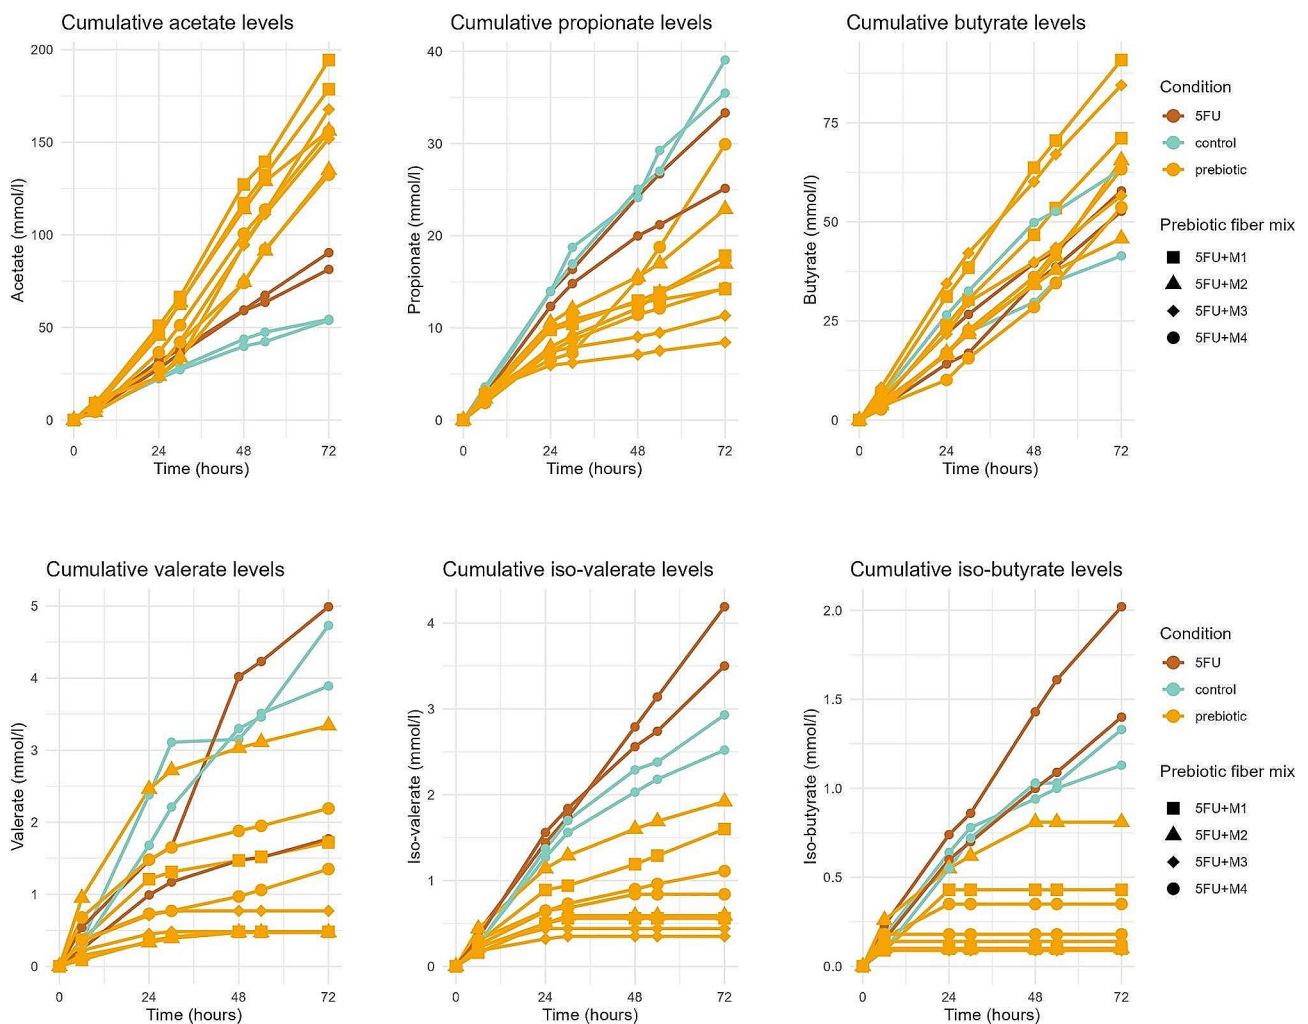 Cumulative acetate levels
Cumulative propionate levels
Cumulative butyrate levels
200
150
100
50
0
Acetate (mmol/l)
0 24 48 72
Time (hours)
40
30
20
10
0
Propionate (mmol/l)
0 24 48 72
Time (hours)
75
50
25
0
Butyrate (mmol/l)
0 24 48 72
Time (hours)
Condition
5FU
control
prebiotic
Prebiotic fiber mix
5FU+M1
5FU+M2
5FU+M3
5FU+M4
Cumulative valerate levels
Cumulative iso-valerate levels
Cumulative iso-butyrate levels
5
4
3
2
1
0
Valerate (mmol/l)
0 24 48 72
Time (hours)
4
3
2
1
0
Iso-valerate (mmol/l)
0 24 48 72
Time (hours)
2.0
1.5
1.0
0.5
0.0
Iso-butyrate (mmol/l)
0 24 48 72
Time (hours)
Condition
5FU
control
prebiotic
Prebiotic fiber mix
5FU+M1
5FU+M2
5FU+M3
5FU+M4